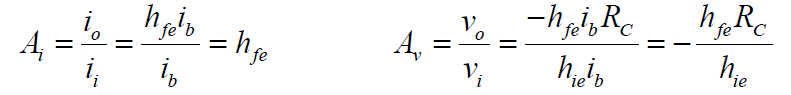 A_i = i_o / i_i = h_fe i_b / i_b = h_fe
A_v = v_o / v_i = -h_fe i_b R_C / h_ie i_b = - h_fe R_C / h_ie